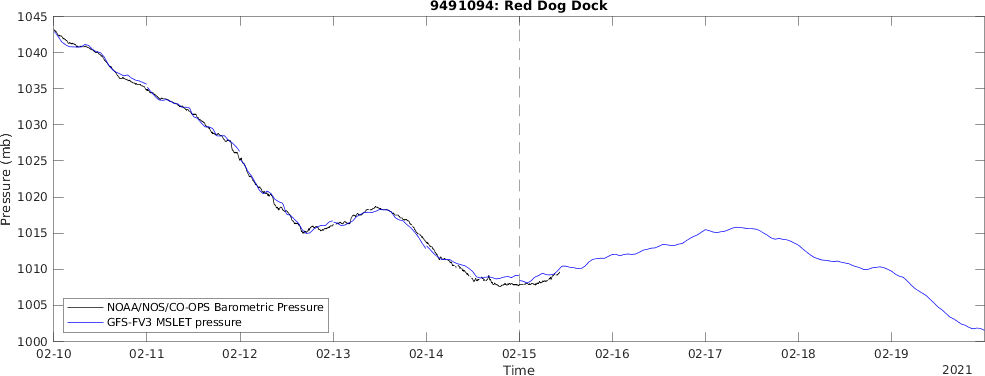 9491094: Red Dog Dock
Pressure (mb)
1045
1040
1035
1030
1025
1020
1015
1010
1005
1000
NOAA/NOS/CO-OPS Barometric Pressure
GFS-FV3 MSLET pressure
02-10 02-11 02-12 02-13 02-14 02-15 02-16 02-17 02-18 02-19
Time
2021